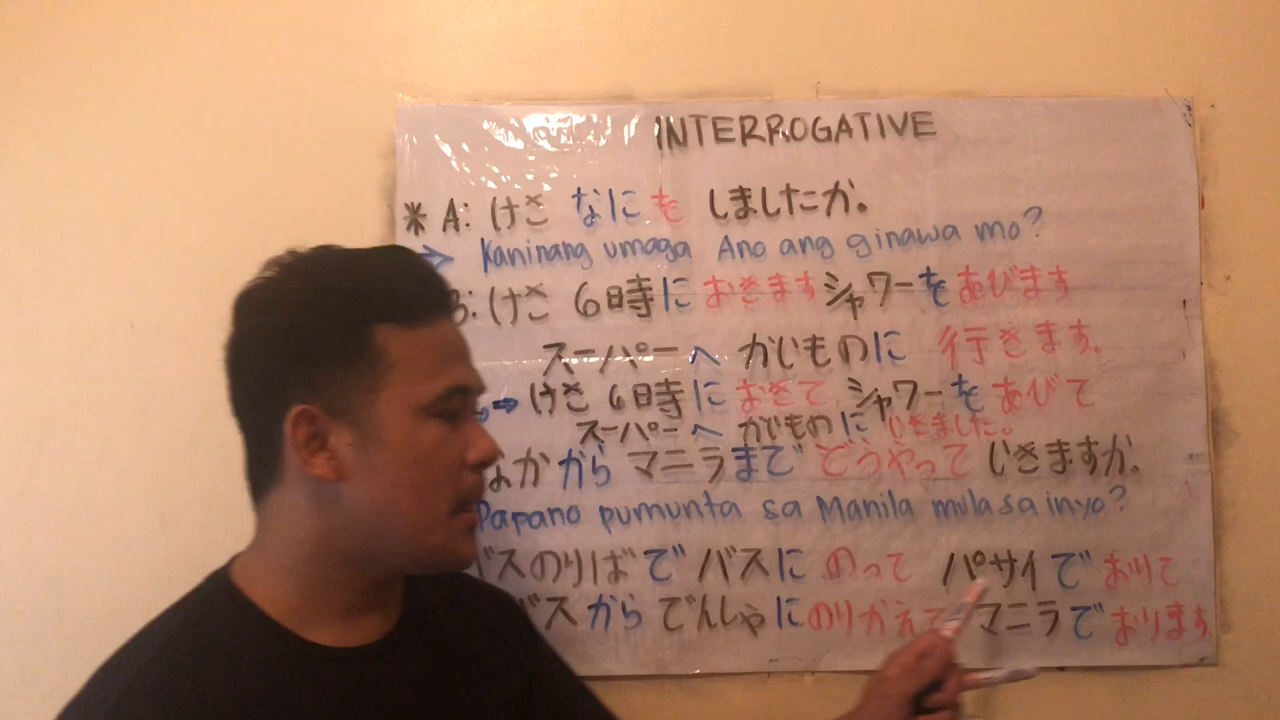 INTERROGATIVE
* A: けさ なにを しましたか。
→ Kaninang umaga Ano ang ginawa mo?
B: けさ 6時に おきます シャワーを あびます
スーパーへ かいものに 行きます。
→ けさ 6時に おきて シャワーを あびて
スーパーへ かいものに いきました。
から マニラまで どうやって いきますか。
Papano pumunta sa Manila mula sa inyo?
バスのりばで バスに のって パサイで おりて
バスから でんしゃに のりかえて マニラで おります